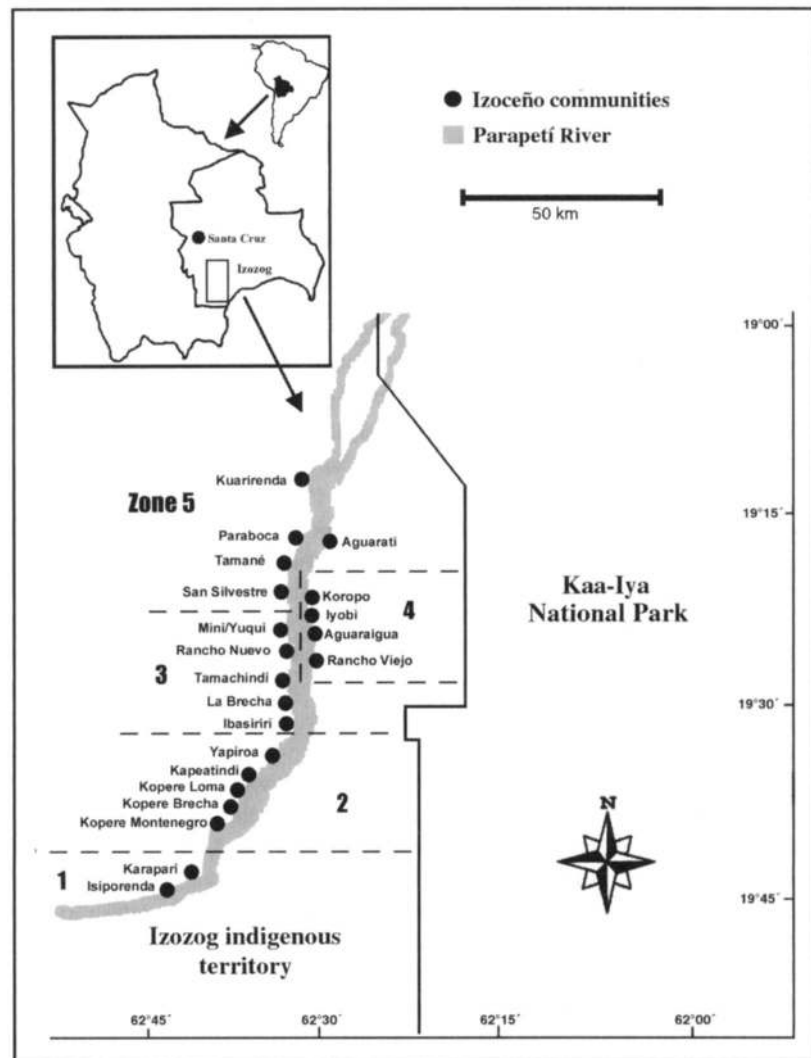 Izoceño communities
Parapetí River
50 km
Santa Cruz
Izozog
19°00´
Kuarirenda
Zone 5
19°15´
Paraboca
Aguarati
Tamané
San Silvestre
Koropo
4
Kaa-Iya
National Park
Iyobi
Mini/Yuqui
Aguaraigua
Rancho Nuevo
Rancho Viejo
3
Tamachindi
La Brecha
19°30´
Ibasiriri
Yapiroa
Kapeatindi
Kopere Loma
2
Kopere Brecha
Kopere Montenegro
N
1
Karapari
Isiporenda
19°45´
Izozog indigenous
territory
62°45´
62°30´
62°15´
62°00´